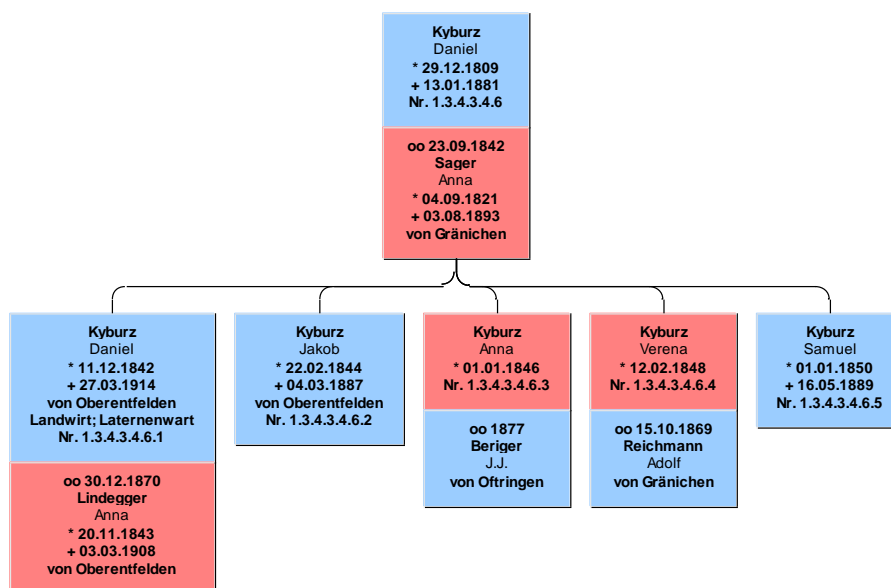 Kyburz
Daniel
* 29.12.1809
+ 13.01.1881
Nr. 1.3.4.3.4.6
oo 23.09.1842
Sager
Anna
* 04.09.1821
+ 03.08.1893
von Gränichen
Kyburz
Daniel
* 11.12.1842
+ 27.03.1914
von Oberentfelden
Landwirt; Laternenwart
Nr. 1.3.4.3.4.6.1
oo 30.12.1870
Lindegger
Anna
* 20.11.1843
+ 03.03.1908
von Oberentfelden
Kyburz
Jakob
* 22.02.1844
+ 04.03.1887
von Oberentfelden
Nr. 1.3.4.3.4.6.2
Kyburz
Anna
* 01.01.1846
Nr. 1.3.4.3.4.6.3
oo 1877
Beriger
J.J.
von Oftringen
Kyburz
Verena
* 12.02.1848
Nr. 1.3.4.3.4.6.4
oo 15.10.1869
Reichmann
Adolf
von Gränichen
Kyburz
Samuel
* 01.01.1850
+ 16.05.1889
Nr. 1.3.4.3.4.6.5